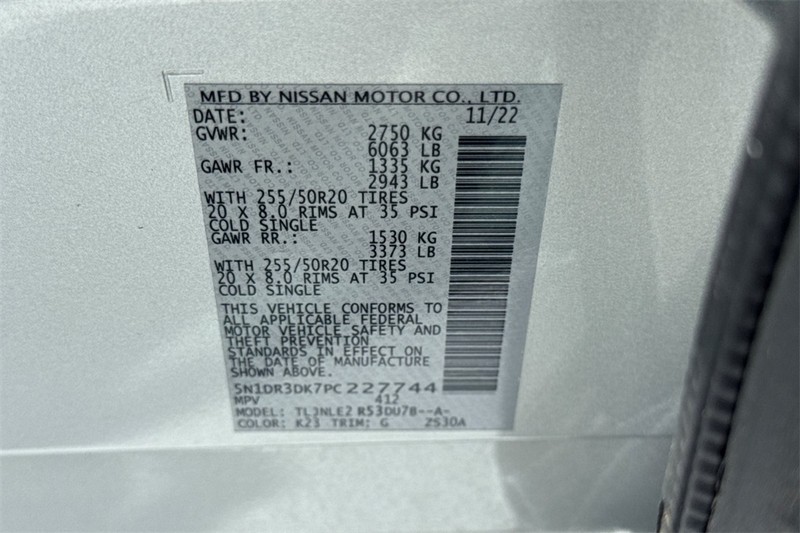 MFD BY NISSAN MOTOR CO., LTD.
DATE: 11/22
GVWR: 2750 KG
6063 LB
GAWR FR.: 1335 KG
2943 LB
WITH 255/50R20 TIRES
20 X 8.0 RIMS AT 35 PSI
COLD SINGLE
GAWR RR.: 1530 KG
3373 LB
WITH 255/50R20 TIRES
20 X 8.0 RIMS AT 35 PSI
COLD SINGLE
THIS VEHICLE CONFORMS TO
ALL APPLICABLE FEDERAL
MOTOR VEHICLE SAFETY AND
THEFT PREVENTION
STANDARDS IN EFFECT ON
THE DATE OF MANUFACTURE
SHOWN ABOVE.
5N1DR3DK7PC227744
MPV 412
MODEL: TLJNLE2 R53DU7B--A-
COLOR: K23 TRIM: G ZS30A